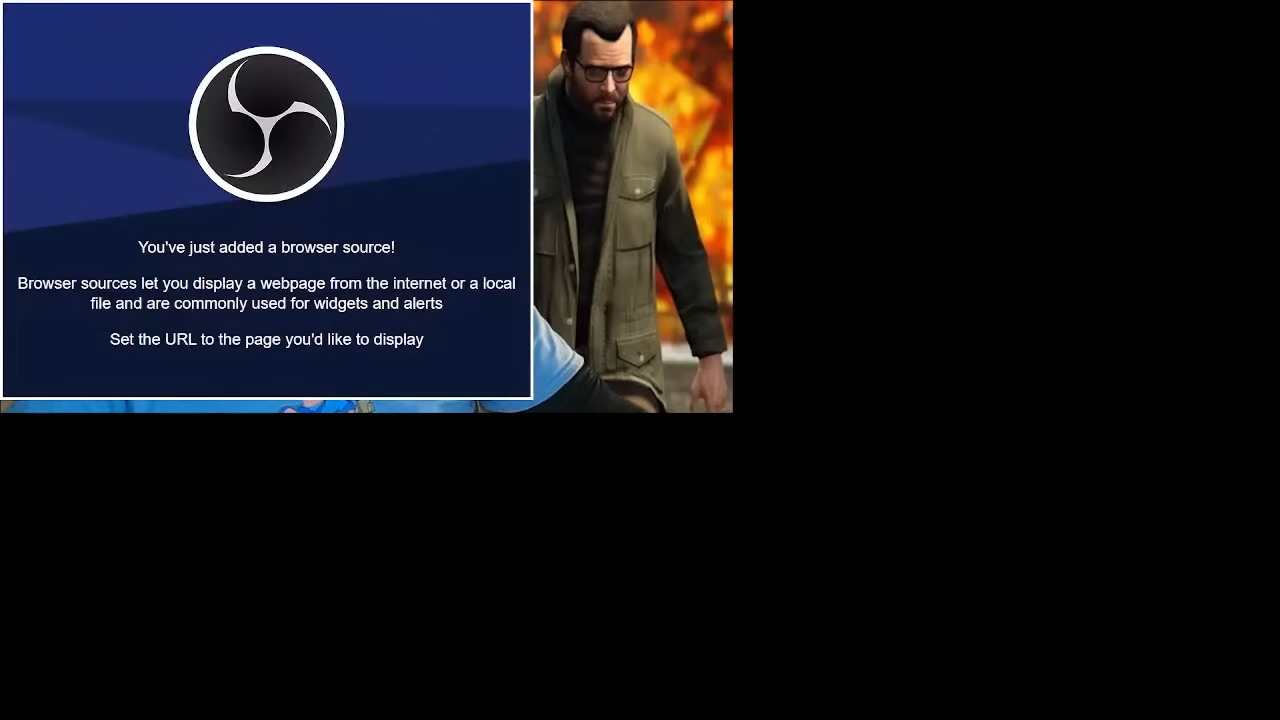 You've just added a browser source!
Browser sources let you display a webpage from the internet or a local
file and are commonly used for widgets and alerts
Set the URL to the page you'd like to display